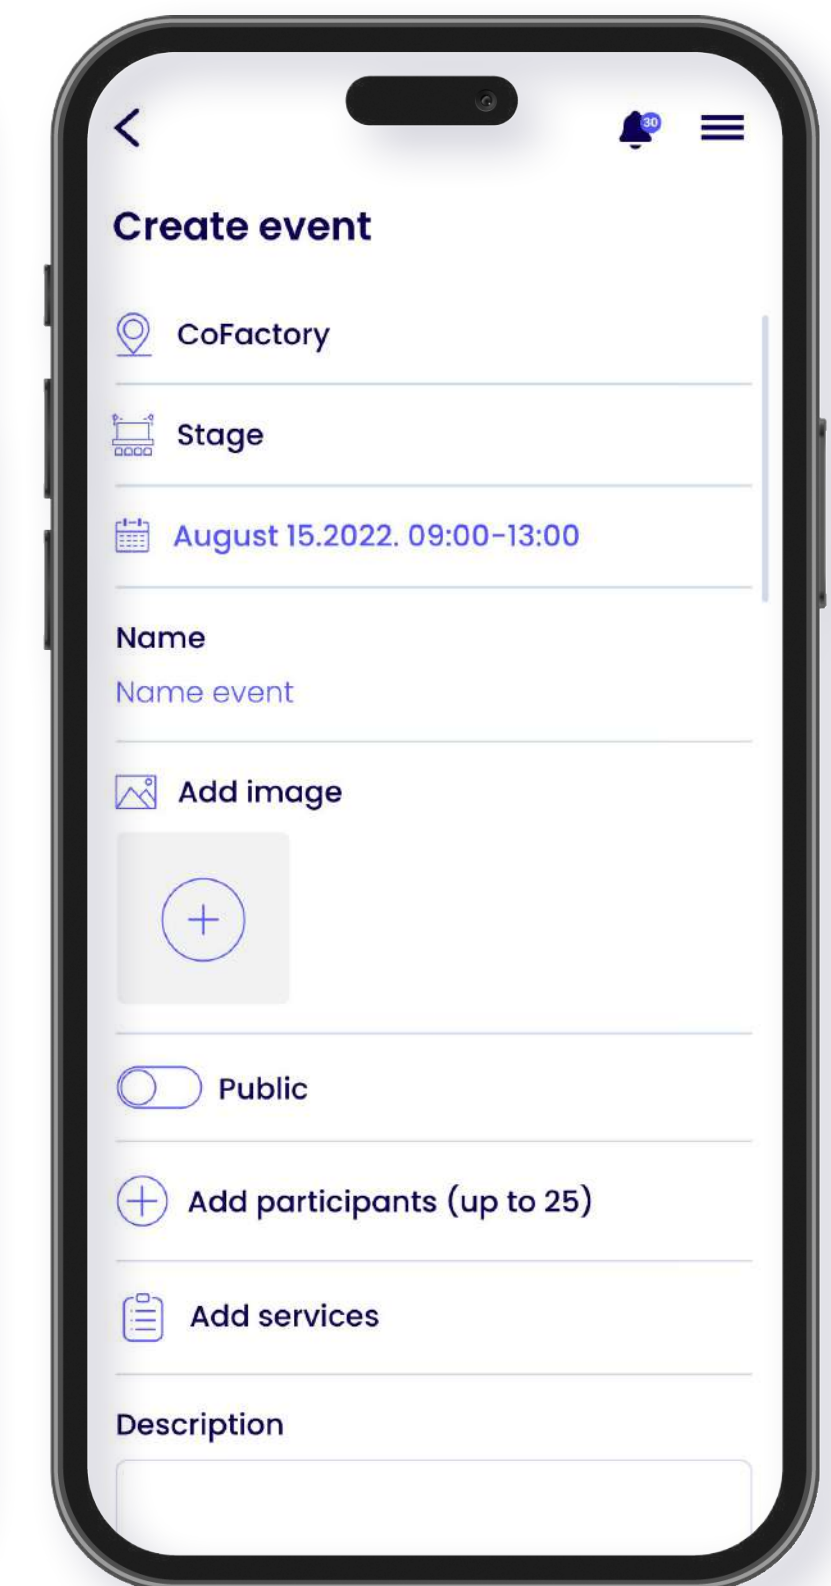 30
Create event
CoFactory
Stage
August 15.2022. 09:00-13:00
Name
Name event
Add image
Public
Add participants (up to 25)
Add services
Description